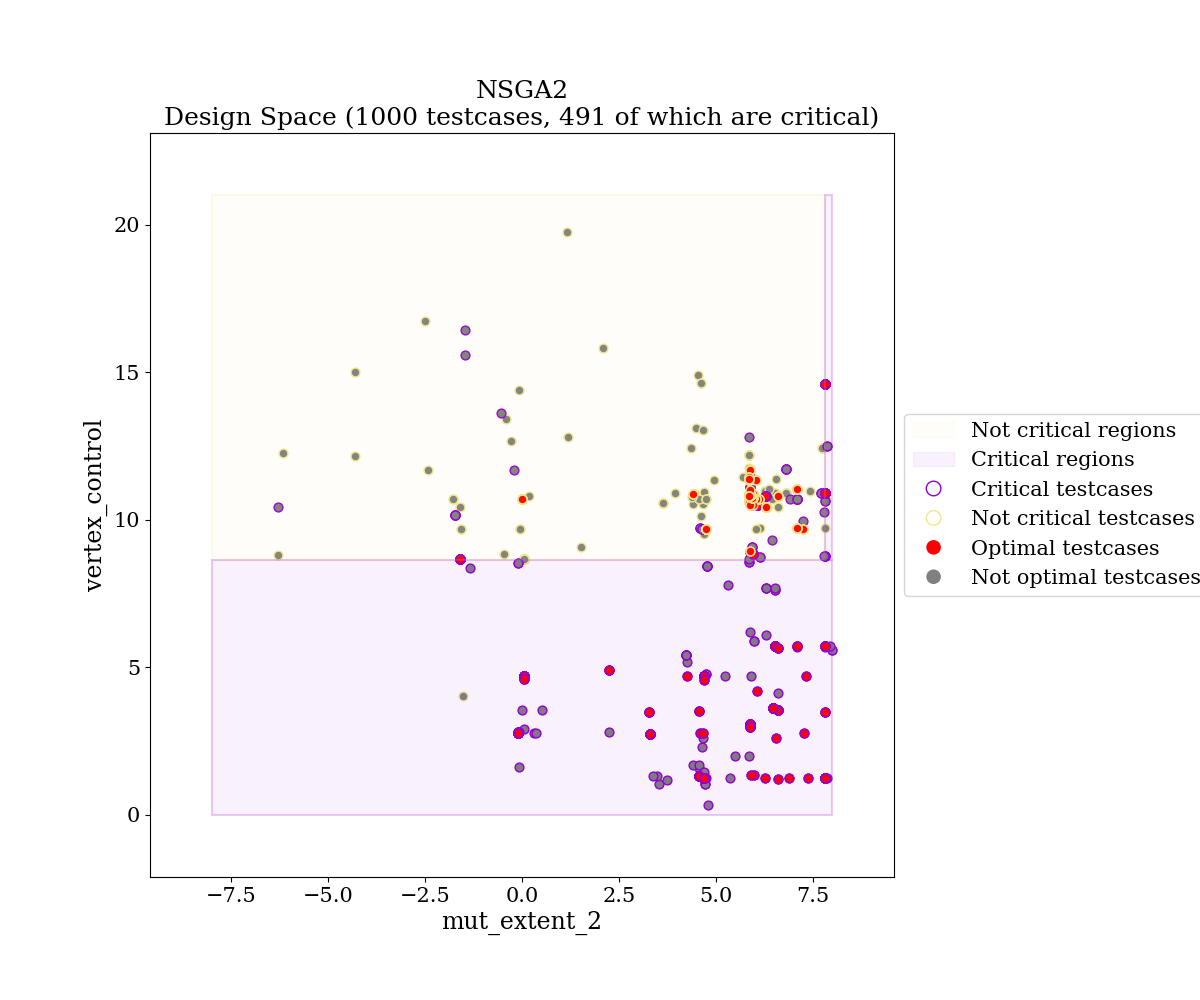 NSGA2
Design Space (1000 testcases, 491 of which are critical)
20
15
10
5
0
vertex_control
−7.5
−5.0
−2.5
0.0
2.5
5.0
7.5
mut_extent_2
Not critical regions
Critical regions
Critical testcases
Not critical testcases
Optimal testcases
Not optimal testcases